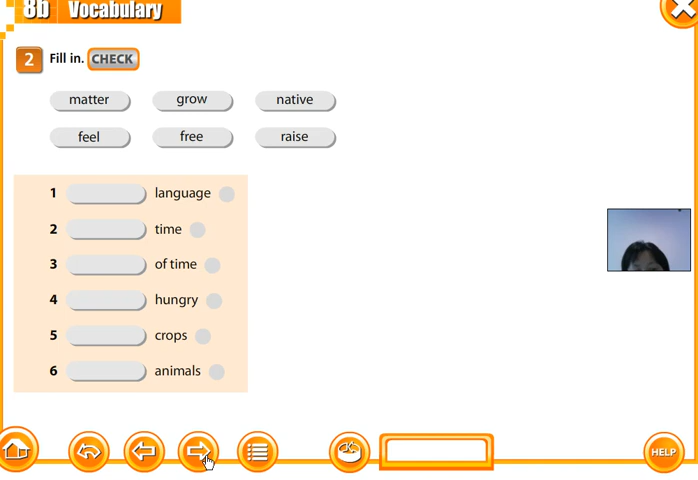 8b Vocabulary
2 Fill in. CHECK
matter grow native
feel free raise
1 language
2 time
3 of time
4 hungry
5 crops
6 animals
HELP